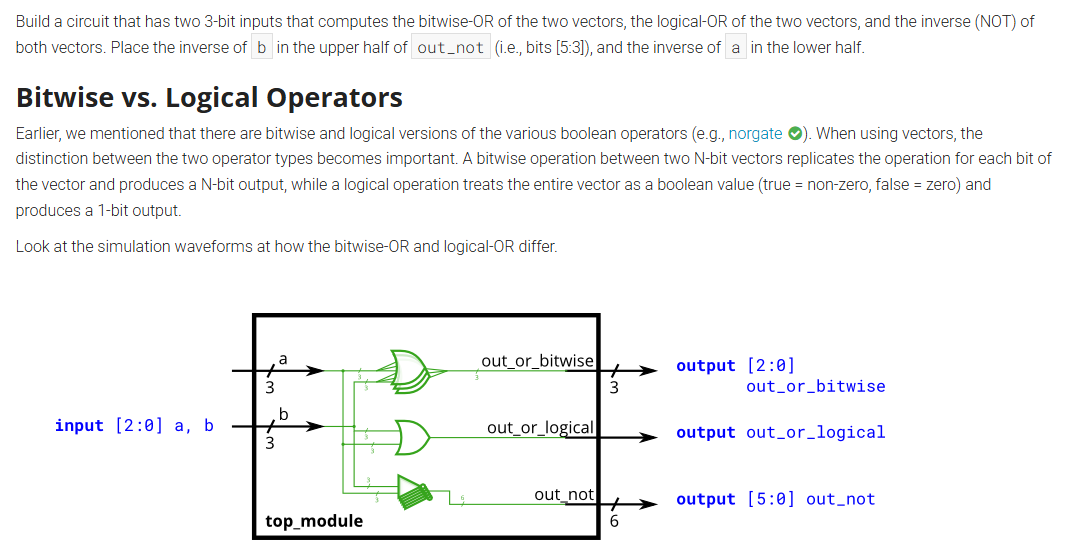 Build a circuit that has two 3-bit inputs that computes the bitwise-OR of the two vectors, the logical-OR of the two vectors, and the inverse (NOT) of
both vectors. Place the inverse of b in the upper half of out_not (i.e., bits [5:3]), and the inverse of a in the lower half.
Bitwise vs. Logical Operators
Earlier, we mentioned that there are bitwise and logical versions of the various boolean operators (e.g., norgate). When using vectors, the
distinction between the two operator types becomes important. A bitwise operation between two N-bit vectors replicates the operation for each bit of
the vector and produces a N-bit output, while a logical operation treats the entire vector as a boolean value (true = non-zero, false = zero) and
produces a 1-bit output.
Look at the simulation waveforms at how the bitwise-OR and logical-OR differ.
input [2:0] a, b
a
3
b
3
3
3
3
3
3
3
top_module
out_or_bitwise
3
3
out_or_logical
out_not
6
6
output [2:0]
out_or_bitwise
output out_or_logical
output [5:0] out_not